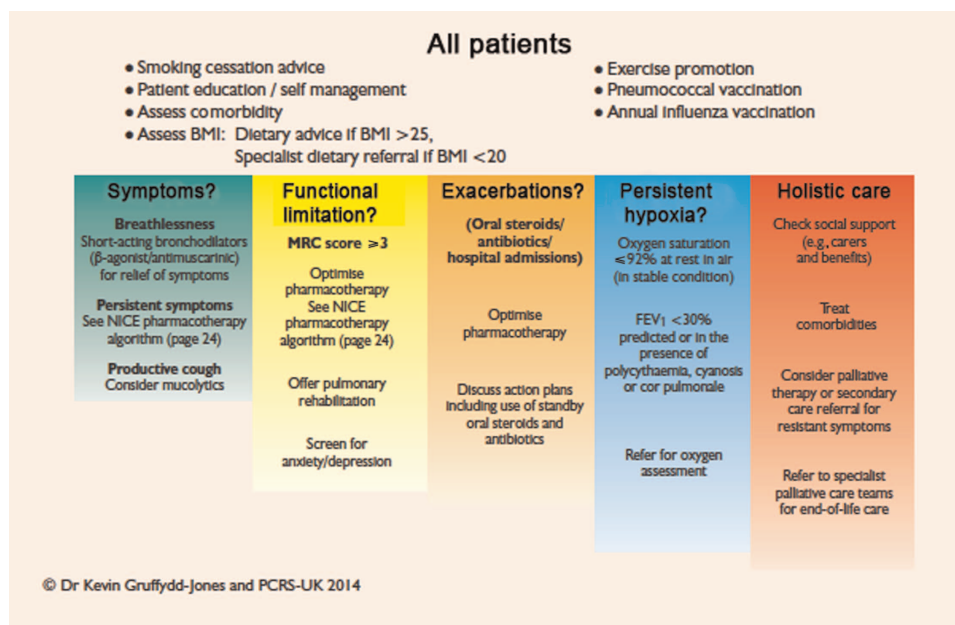 All patients
• Smoking cessation advice
• Patient education / self management
• Assess comorbidity
• Assess BMI: Dietary advice if BMI >25,
Specialist dietary referral if BMI <20
• Exercise promotion
• Pneumococcal vaccination
• Annual influenza vaccination
Symptoms?
Breathlessness
Short-acting bronchodilators
(β-agonist/antimuscarinic)
for relief of symptoms
Persistent symptoms
See NICE pharmacotherapy
algorithm (page 24)
Productive cough
Consider mucolytics
Functional
limitation?
MRC score ⩾3
Optimise
pharmacotherapy
See NICE
pharmacotherapy
algorithm (page 24)
Offer pulmonary
rehabilitation
Screen for
anxiety/depression
Exacerbations?
(Oral steroids/
antibiotics/
hospital admissions)
Optimise
pharmacotherapy
Discuss action plans
including use of standby
oral steroids and
antibiotics
Persistent
hypoxia?
Oxygen saturation
⩽92% at rest in air
(in stable condition)
FEV1 <30%
predicted or in the
presence of
polycythaemia, cyanosis
or cor pulmonale
Refer for oxygen
assessment
Holistic care
Check social support
(e.g, carers
and benefits)
Treat
comorbidities
Consider palliative
therapy or secondary
care referral for
resistant symptoms
Refer to specialist
palliative care teams
for end-of-life care
© Dr Kevin Gruffydd-Jones and PCRS-UK 2014